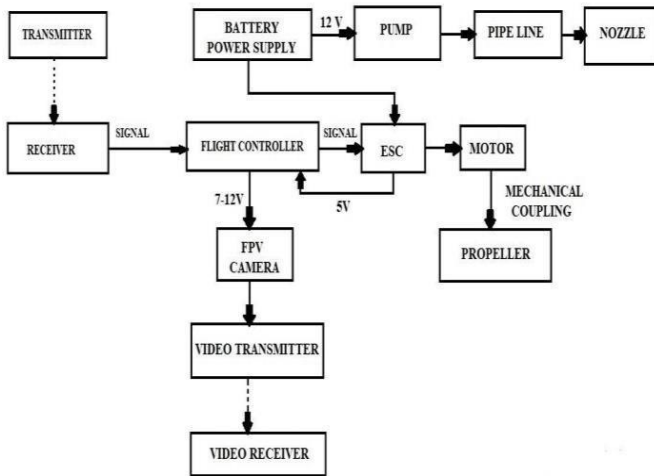 TRANSMITTER
BATTERY
POWER SUPPLY
12 V
PUMP
PIPE LINE
NOZZLE
RECEIVER
SIGNAL
FLIGHT CONTROLLER
SIGNAL
ESC
MOTOR
7-12V
5V
MECHANICAL
COUPLING
FPV
CAMERA
PROPELLER
VIDEO TRANSMITTER
VIDEO RECEIVER